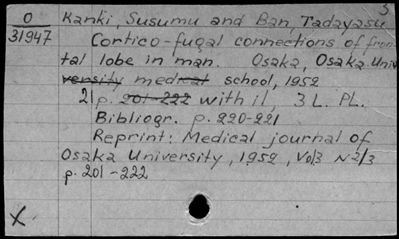 5
O Kanki, Susumu and Ban, Tadayasu
31947 Cortico-fugal connections of fron-
tal lobe in man. Osaka, Osaka Univ
versity medical school, 1952
21p. 201-222 with il, 3 L. PL.
Bibliogr. p. 220-221
Reprint: Medical journal of
Osaka University, 1952, Vol3 N2/3
p. 201-222
X